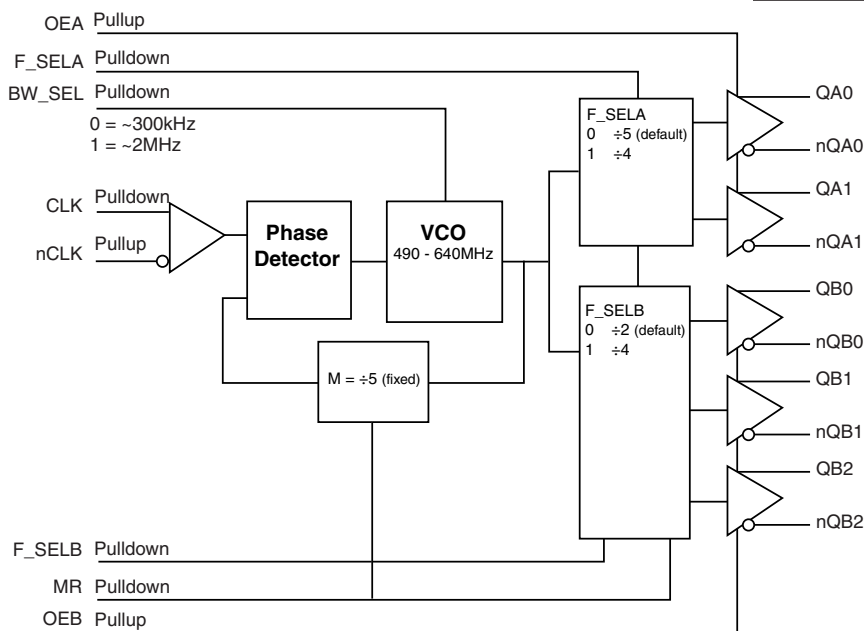 OEA Pullup
F_SELA Pulldown
BW_SEL Pulldown
0 = ~300kHz
1 = ~2MHz
CLK Pulldown
nCLK Pullup
Phase
Detector
VCO
490 - 640MHz
M = ÷5 (fixed)
F_SELA
0 ÷5 (default)
1 ÷4
F_SELB
0 ÷2 (default)
1 ÷4
QA0
nQA0
QA1
nQA1
QB0
nQB0
QB1
nQB1
QB2
nQB2
F_SELB Pulldown
MR Pulldown
OEB Pullup